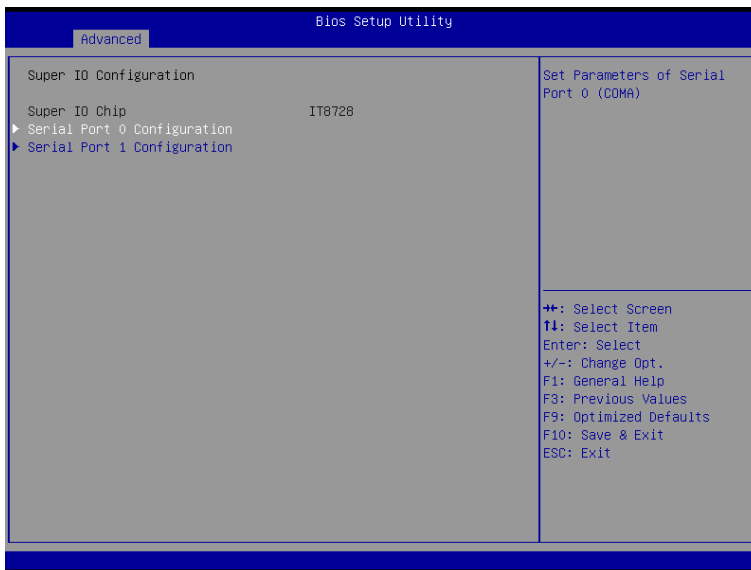 Bios Setup Utility
Advanced
Super IO Configuration
Super IO Chip IT8728
Serial Port 0 Configuration
Serial Port 1 Configuration
Set Parameters of Serial
Port 0 (COMA)
→←: Select Screen
↑↓: Select Item
Enter: Select
+/-: Change Opt.
F1: General Help
F3: Previous Values
F9: Optimized Defaults
F10: Save & Exit
ESC: Exit